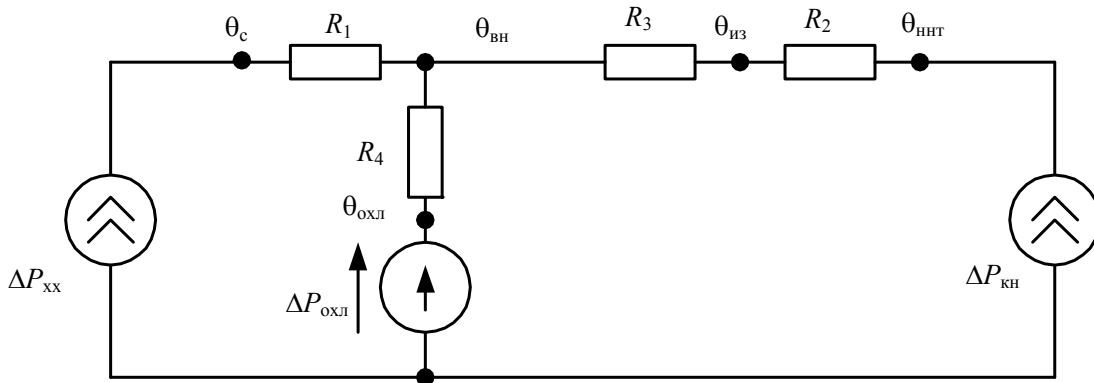 θс
R1
θвн
R3
θиз
R2
θннт
R4
θохл
ΔPхх
ΔPохл
ΔPкн